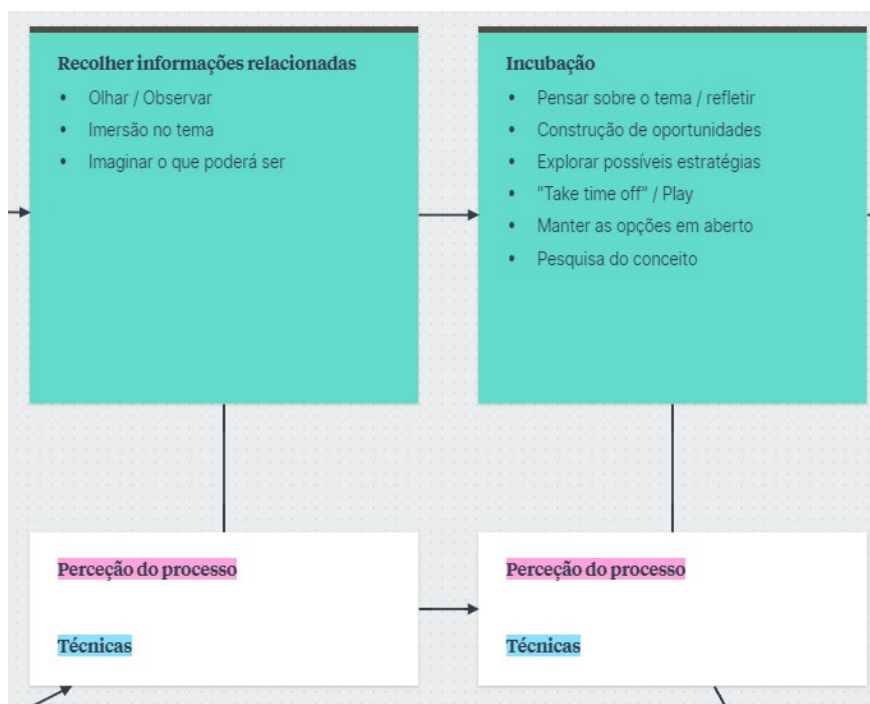 Recolher informações relacionadas
• Olhar / Observar
• Imersão no tema
• Imaginar o que poderá ser
Incubação
• Pensar sobre o tema / refletir
• Construção de oportunidades
• Explorar possíveis estratégias
• "Take time off" / Play
• Manter as opções em aberto
• Pesquisa do conceito
Perceção do processo
Técnicas
Perceção do processo
Técnicas